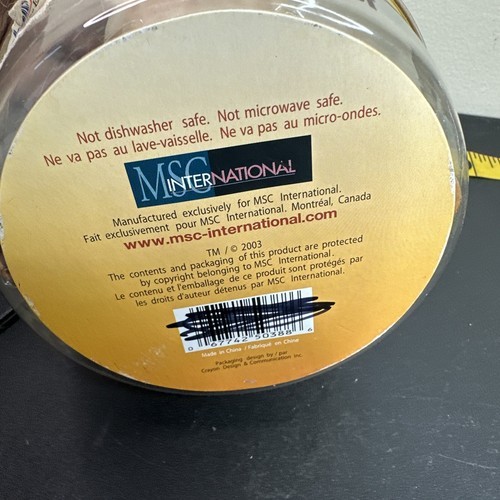 Not dishwasher safe. Not microwave safe.
Ne va pas au lave-vaisselle. Ne va pas au micro-ondes.
MSC INTERNATIONAL
Manufactured exclusively for MSC International.
Fait exclusivement pour MSC International. Montréal, Canada
www.msc-international.com
TM / © 2003
The contents and packaging of this product are protected
by copyright belonging to MSC International.
Le contenu et l'emballage de ce produit sont protégés par
les droits d'auteur détenus par MSC International.
0 67742 50388 6
Made in China / Fabriqué en Chine
Packaging design by / par
Crayon Design & Communication Inc.